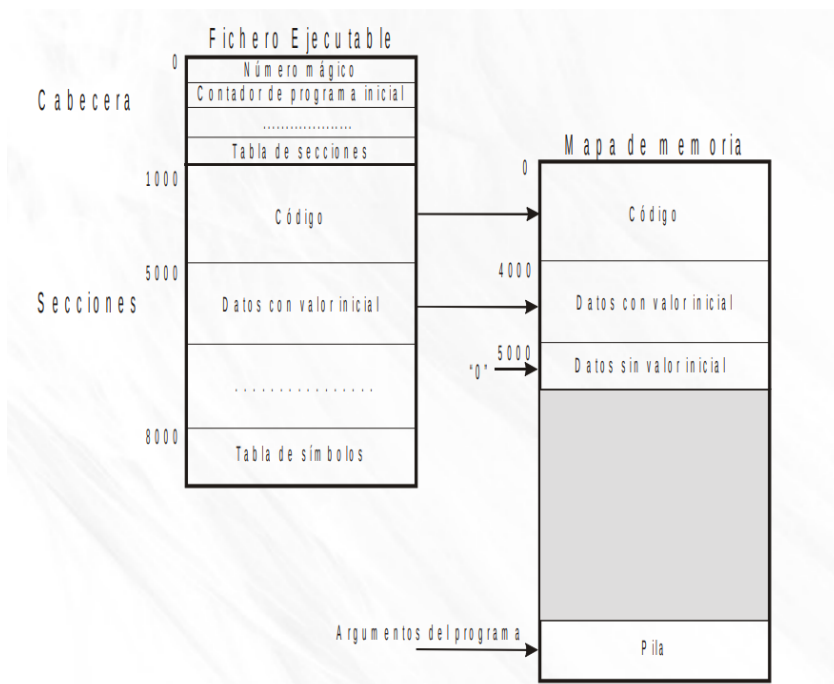 Fichero Ejecutable
0
Número mágico
Cabecera
Contador de programa inicial
....................
Tabla de secciones
1000
Código
5000
Secciones
Datos con valor inicial
................
8000
Tabla de símbolos
Mapa de memoria
0
Código
4000
Datos con valor inicial
5000
"0"
Datos sin valor inicial
Argumentos del programa
Pila